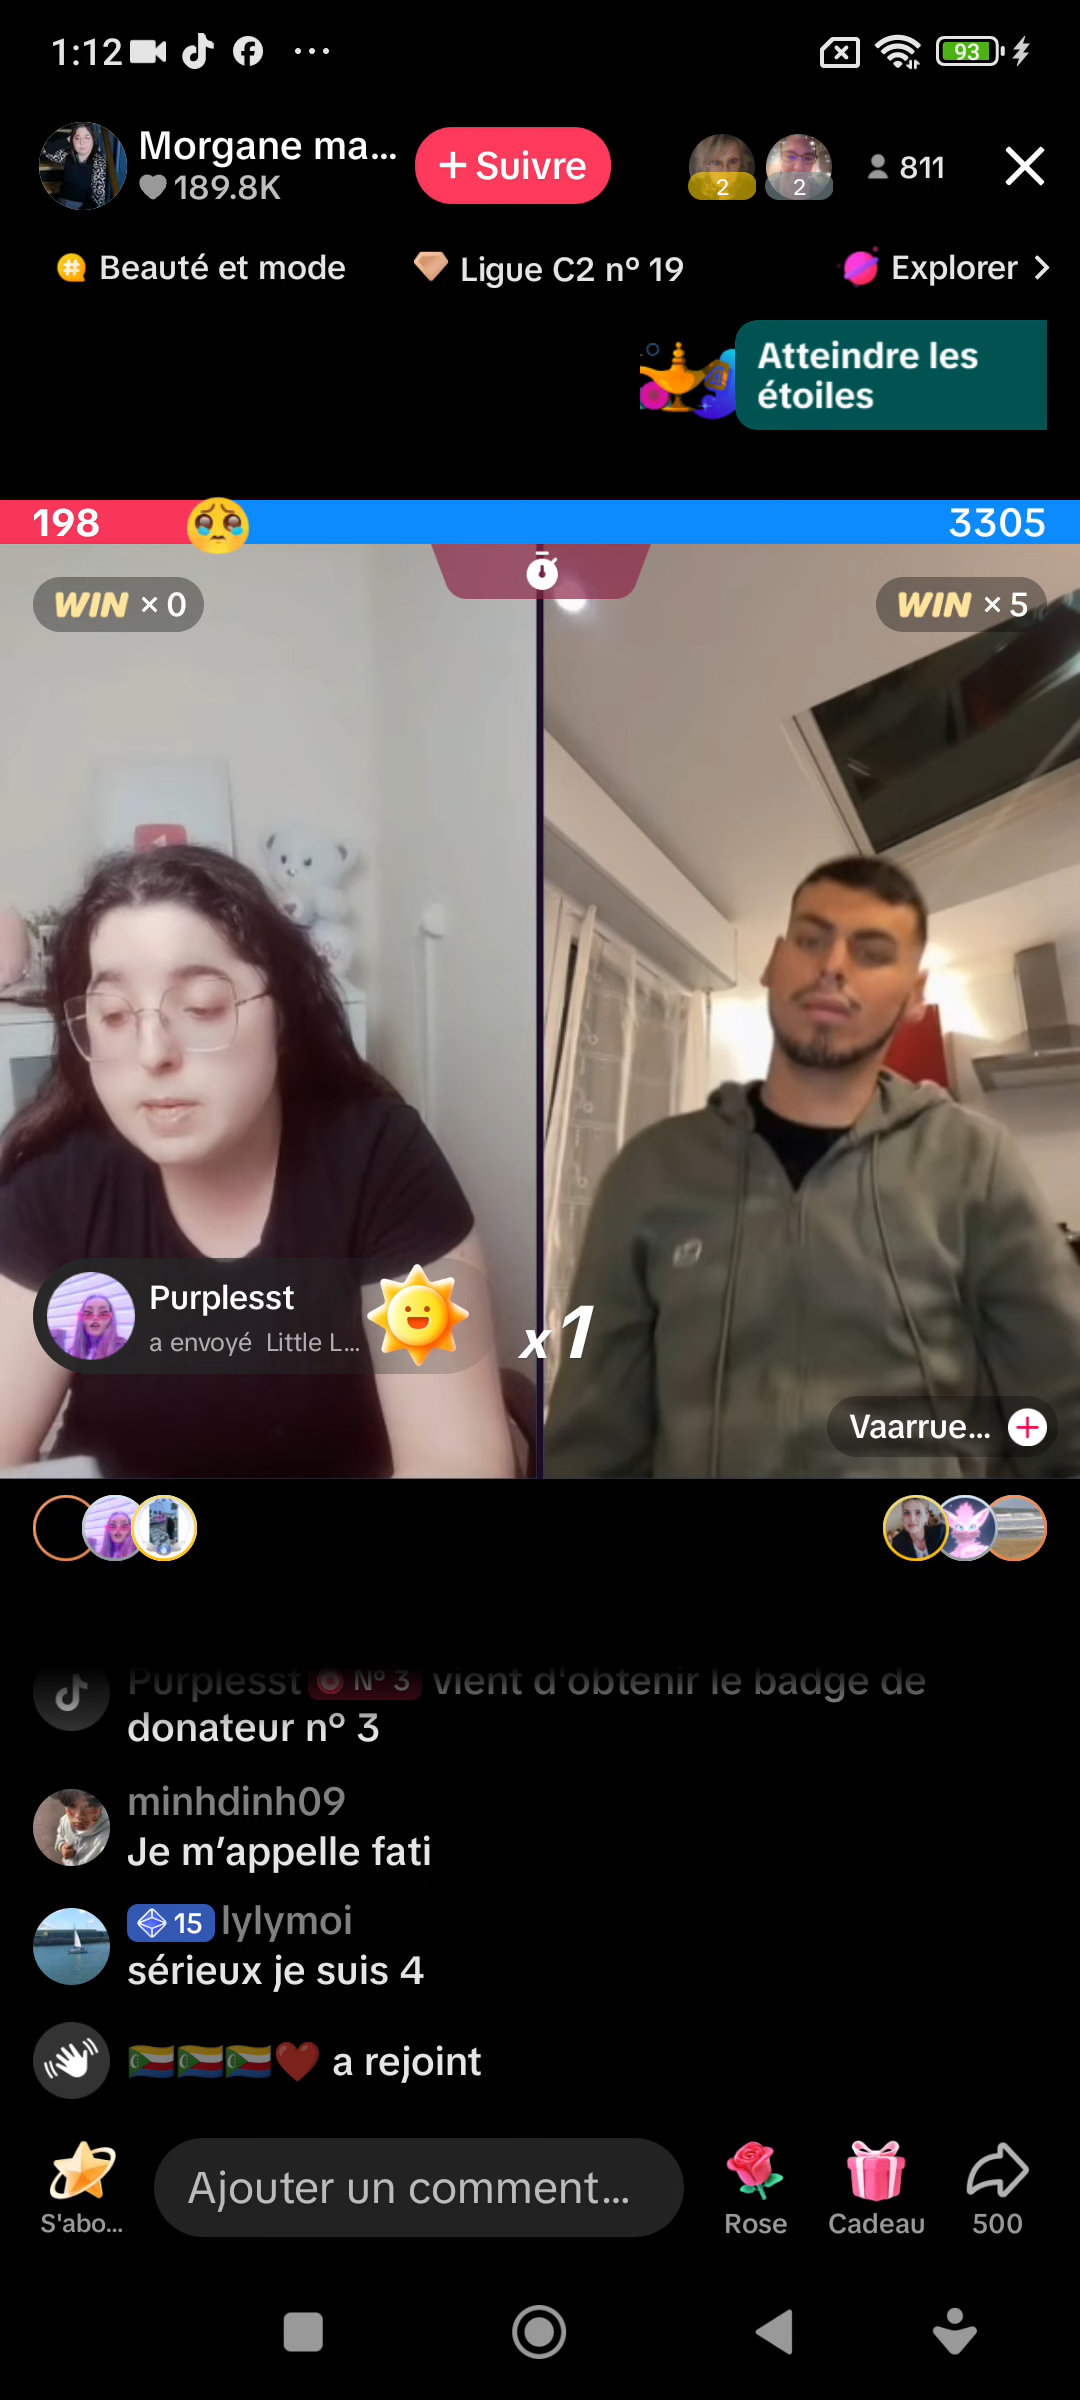 1:12
93
Morgane ma...
189.8K
+ Suivre
2
2
811
Beauté et mode
Ligue C2 n° 19
Explorer
Atteindre les
étoiles
198
3305
WIN × 0
WIN × 5
Purplesst
a envoyé Little L...
x1
Vaarrue...
Purplesst N° 3 vient d'obtenir le badge de
donateur n° 3
minhdinh09
Je m’appelle fati
15 lylymoi
sérieux je suis 4
a rejoint
S'abo...
Ajouter un comment...
Rose
Cadeau
500